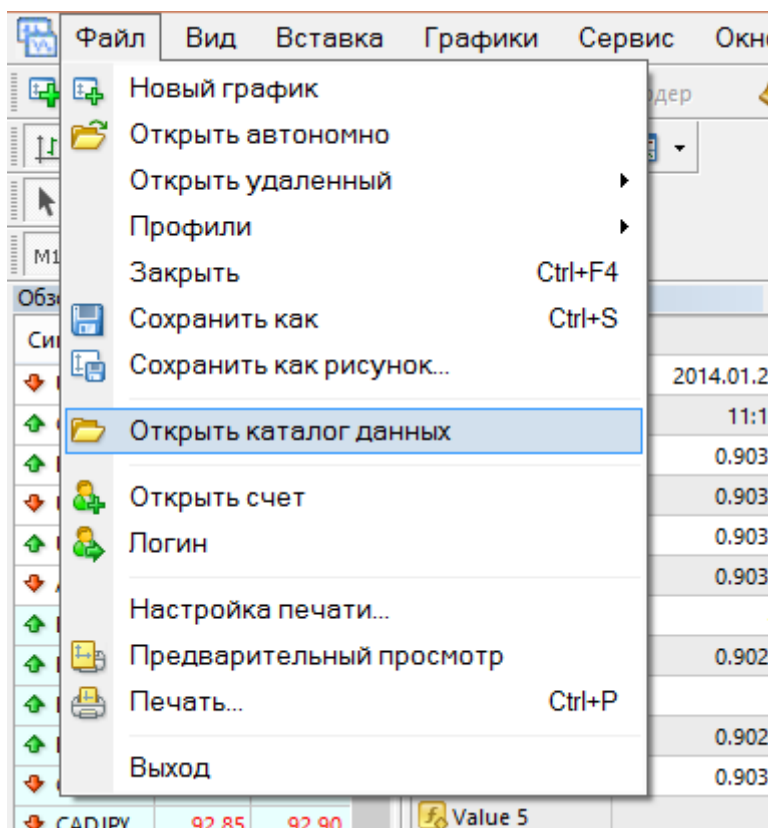 Файл Вид Вставка Графики Сервис
Новый график
Открыть автономно
Открыть удаленный
Профили
M1
Закрыть Ctrl+F4
Сохранить как Ctrl+S
Сохранить как рисунок...
2014.01.2
Открыть каталог данных
11:1
0.903
Открыть счет
0.903
Логин
0.903
0.903
Настройка печати...
Предварительный просмотр
0.902
Печать... Ctrl+P
0.902
Выход
0.903
CADJPY 92.85 92.90 Value 5